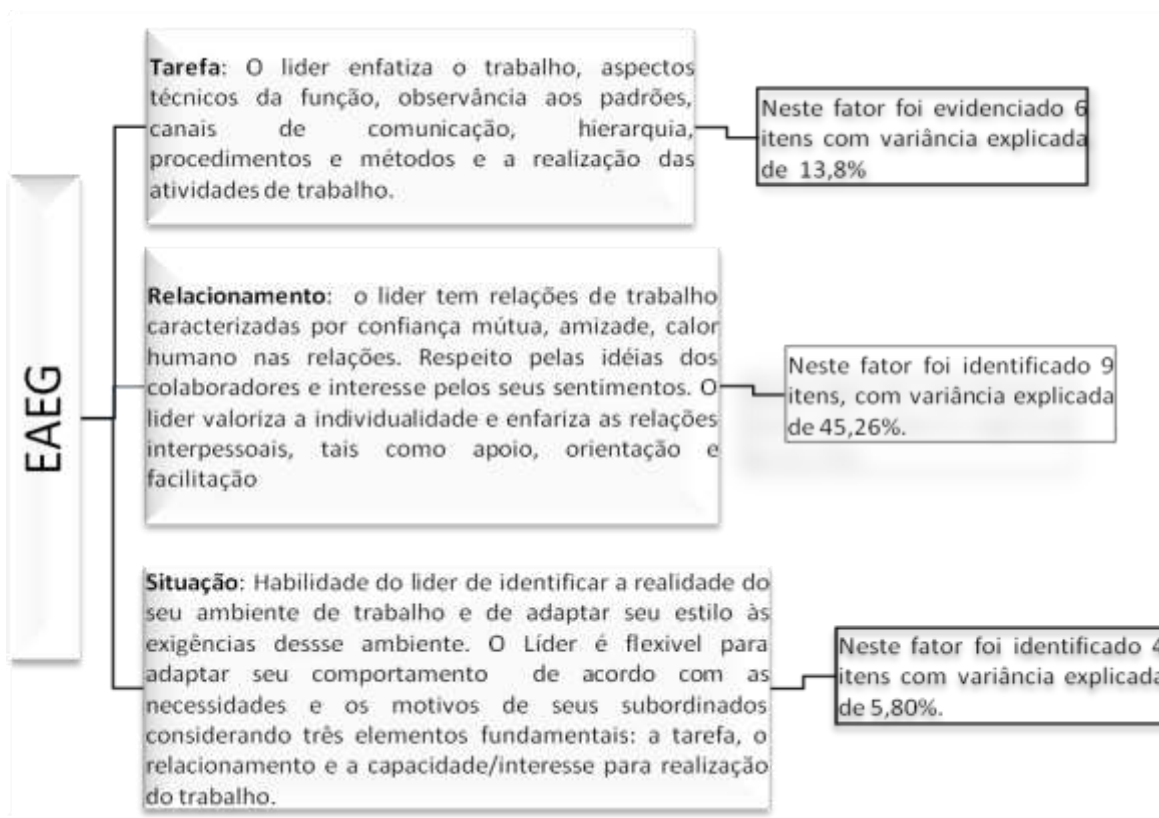 EAEG
Tarefa: O lider enfatiza o trabalho, aspectos
técnicos da função, observância aos padrões,
canais de comunicação, hierarquia,
procedimentos e métodos e a realização das
atividades de trabalho.
Neste fator foi evidenciado 6
itens com variância explicada
de 13,8%
Relacionamento: o lider tem relações de trabalho
caracterizadas por confiança mútua, amizade, calor
humano nas relações. Respeito pelas idéias dos
colaboradores e interesse pelos seus sentimentos. O
lider valoriza a individualidade e enfariza as relações
interpessoais, tais como apoio, orientação e
facilitação
Neste fator foi identificado 9
itens, com variância explicada
de 45,26%.
Situação: Habilidade do lider de identificar a realidade do
seu ambiente de trabalho e de adaptar seu estilo às
exigências dessse ambiente. O Líder é flexivel para
adaptar seu comportamento de acordo com as
necessidades e os motivos de seus subordinados
considerando três elementos fundamentais: a tarefa, o
relacionamento e a capacidade/interesse para realização
do trabalho.
Neste fator foi identificado 4
itens com variância explicada
de 5,80%.